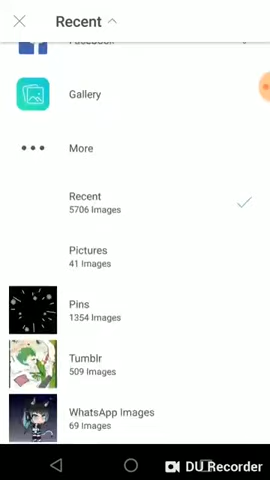 Recent
Facebook
Gallery
More
Recent
5706 Images
Pictures
41 Images
Pins
1354 Images
Tumblr
509 Images
WhatsApp Images
69 Images
DU Recorder